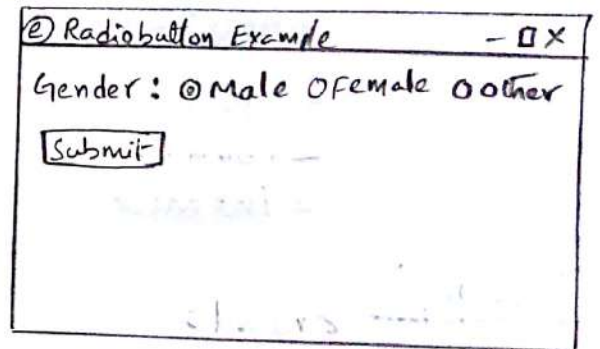 e Radiobutton Example - □ X
Gender: ◎ Male ○ Female ○ other
Submit